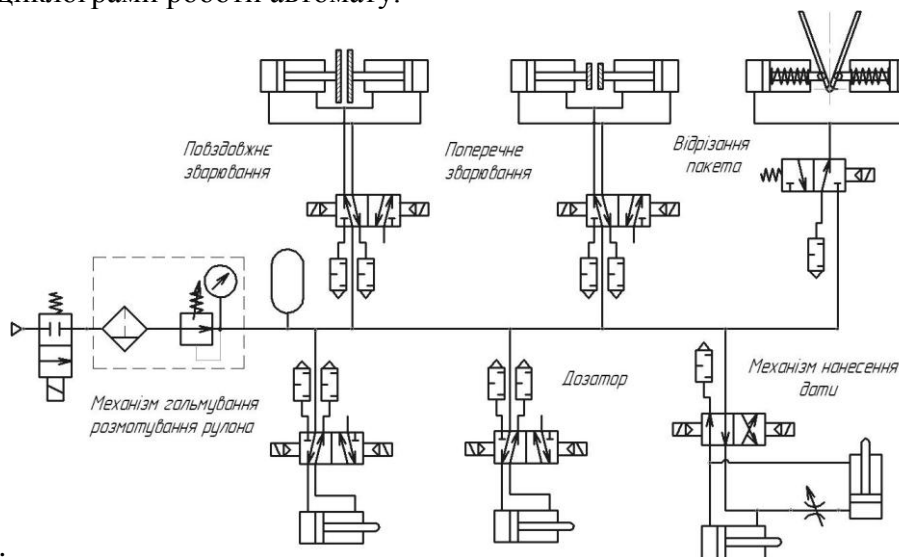 циклограми роботи автомату.
Повздовжнє
зварювання
Поперечне
зварювання
Відрізання
пакета
Механізм гальмування
розмотування рулона
Дозатор
Механізм нанесення
дати
.